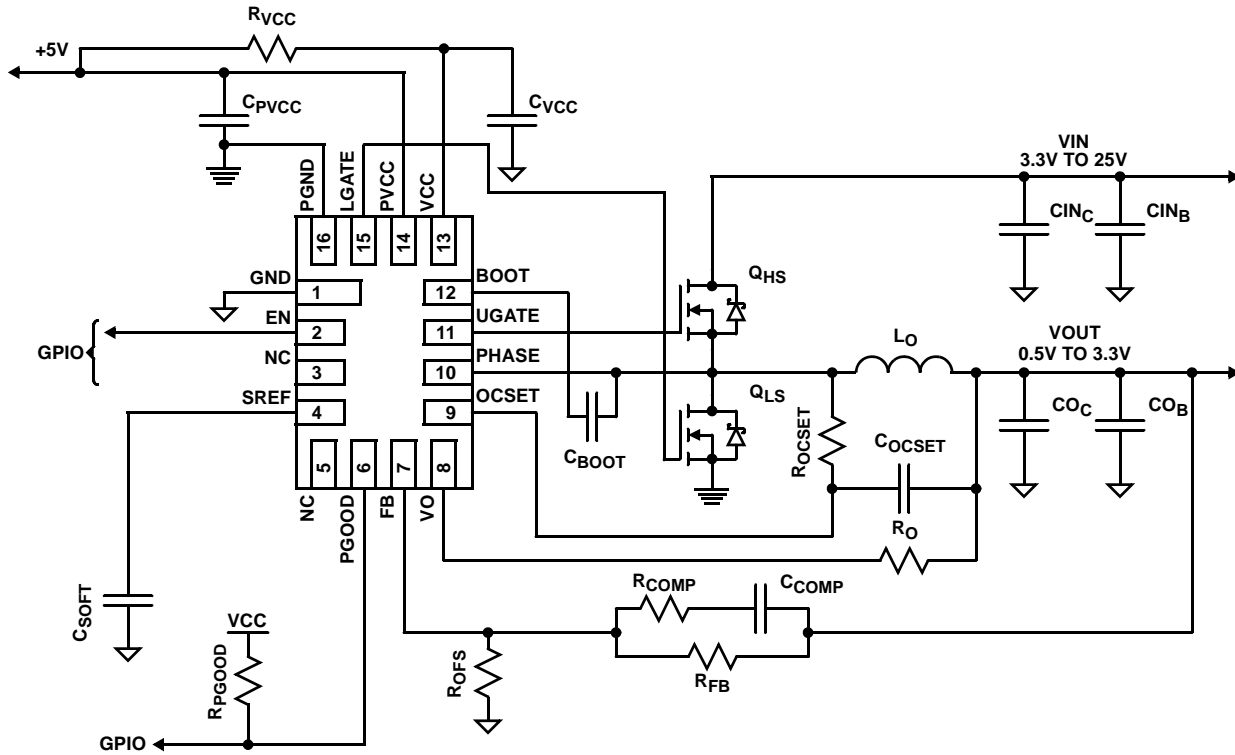 RVCC
+5V
CPVCC
CVCC
PGND
LGATE
PVCC
VCC
16
15
14
13
VIN
3.3V TO 25V
CINC
CINB
GND
1
BOOT
12
QHS
EN
2
UGATE
11
GPIO
NC
3
PHASE
10
LO
VOUT
0.5V TO 3.3V
SREF
4
OCSET
9
QLS
COC
COB
CBOOT
ROCSET
COCSET
5
6
7
8
NC
PGOOD
FB
VO
RO
CSOFT
RCOMP
CCOMP
VCC
RPGOOD
ROFS
RFB
GPIO